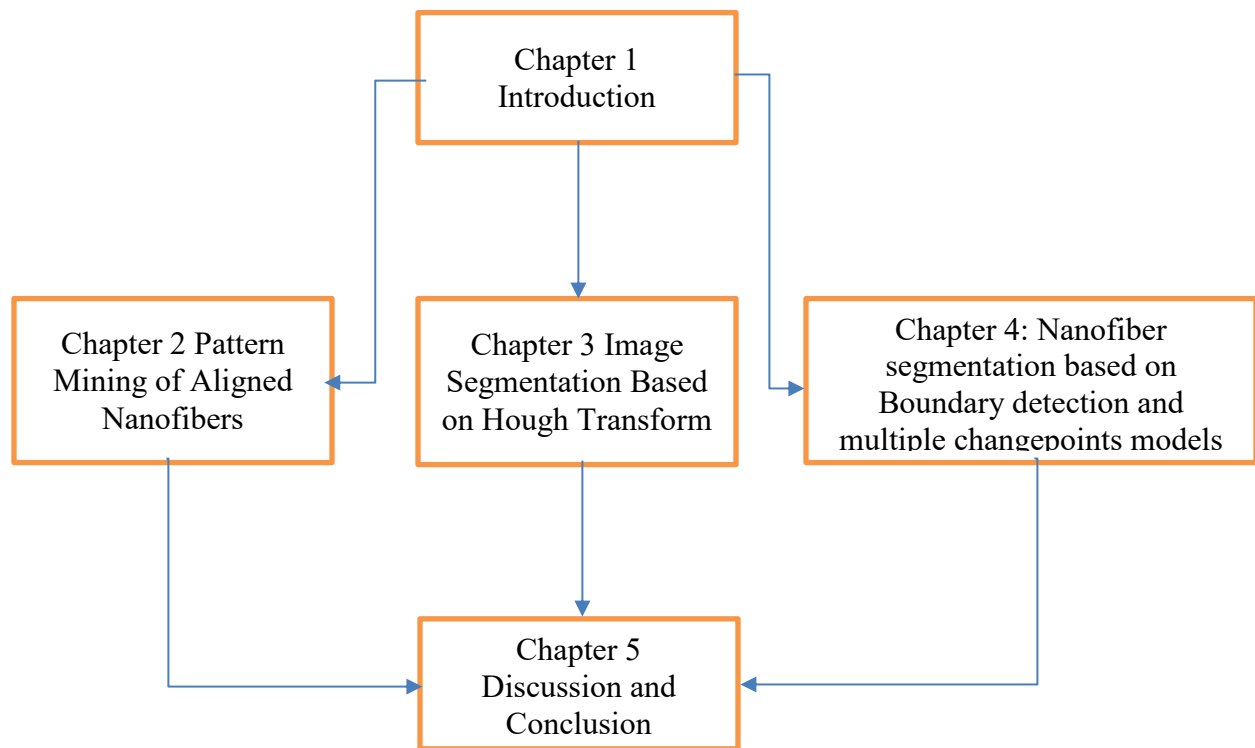 Chapter 1
Introduction
Chapter 2 Pattern
Mining of Aligned
Nanofibers
Chapter 3 Image
Segmentation Based
on Hough Transform
Chapter 4: Nanofiber
segmentation based on
Boundary detection and
multiple changepoints models
Chapter 5
Discussion and
Conclusion